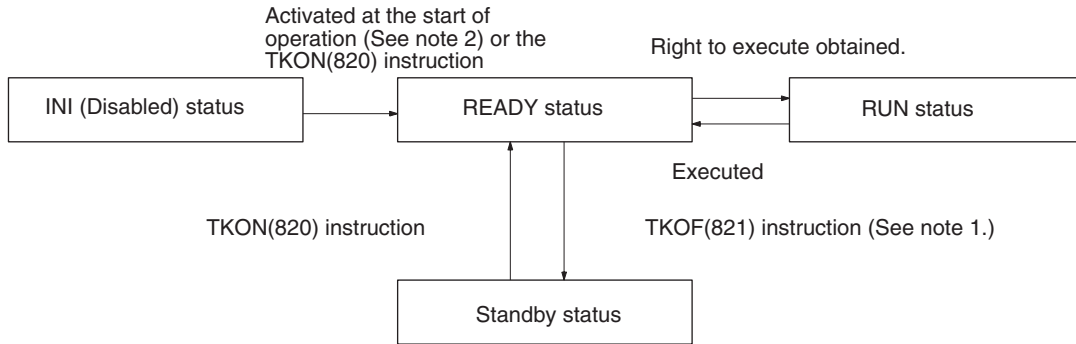 Activated at the start of
operation (See note 2) or the
TKON(820) instruction
Right to execute obtained.
INI (Disabled) status
READY status
RUN status
Executed
TKON(820) instruction
TKOF(821) instruction (See note 1.)
Standby status